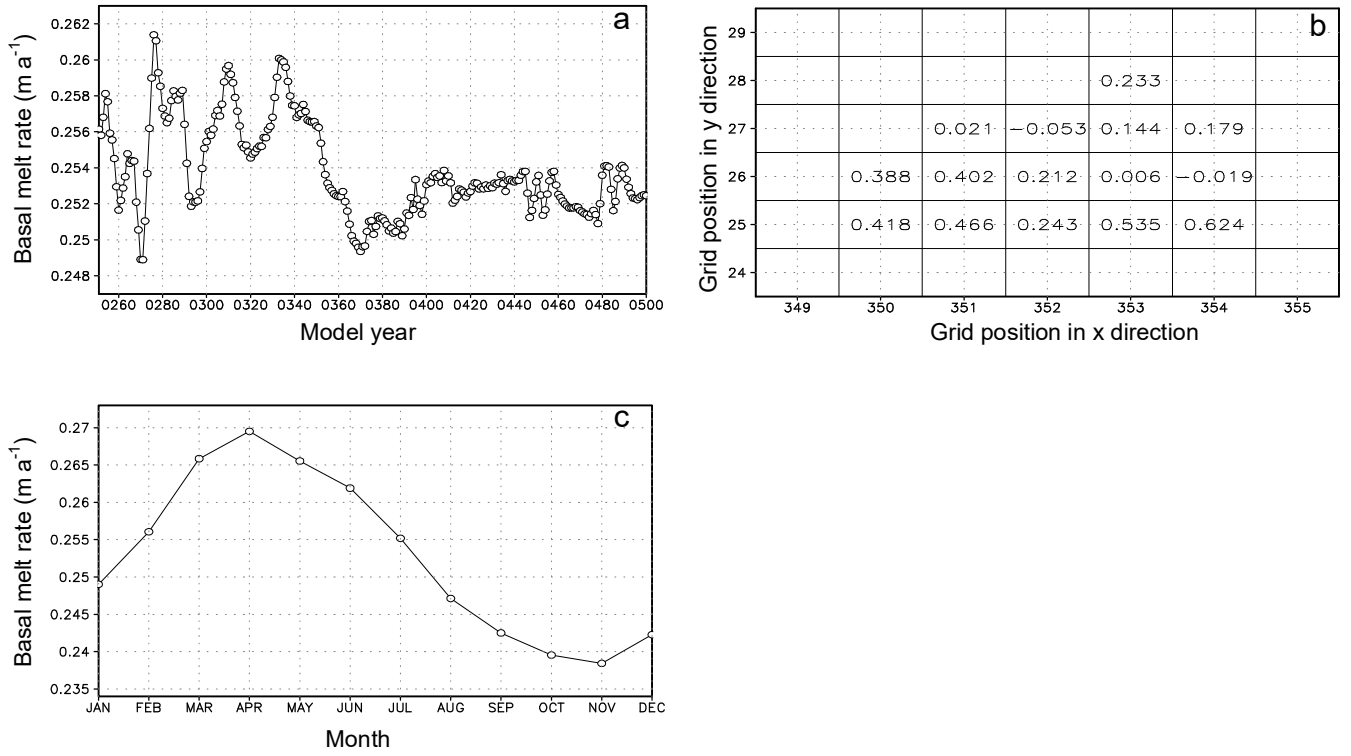 a
0.262
0.26
0.258
0.256
0.254
0.252
0.25
0.248
Basal melt rate (m a-1)
0260 0280 0300 0320 0340 0360 0380 0400 0420 0440 0460 0480 0500
Model year
b
29
28
27
26
25
24
Grid position in y direction
0.233
0.021 −0.053 0.144 0.179
0.388 0.402 0.212 0.006 −0.019
0.418 0.466 0.243 0.535 0.624
349 350 351 352 353 354 355
Grid position in x direction
c
0.27
0.265
0.26
0.255
0.25
0.245
0.24
0.235
Basal melt rate (m a-1)
JAN FEB MAR APR MAY JUN JUL AUG SEP OCT NOV DEC
Month